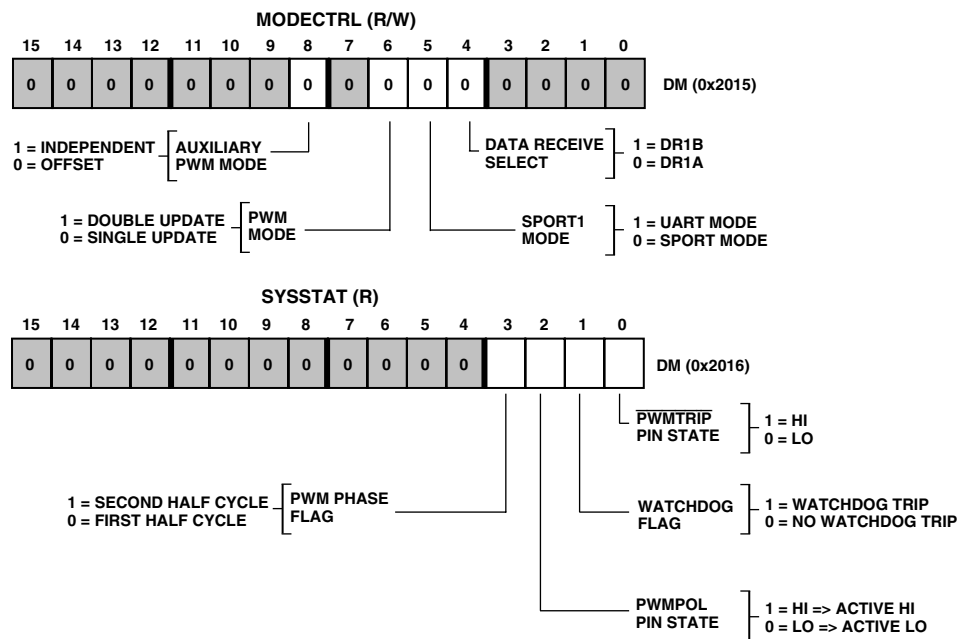 MODECTRL (R/W)
15 14 13 12 11 10 9 8 7 6 5 4 3 2 1 0
0 0 0 0 0 0 0 0 0 0 0 0 0 0 0 0 DM (0x2015)
1 = INDEPENDENT
0 = OFFSET
AUXILIARY
PWM MODE
DATA RECEIVE
SELECT
1 = DR1B
0 = DR1A
1 = DOUBLE UPDATE
0 = SINGLE UPDATE
PWM
MODE
SPORT1
MODE
1 = UART MODE
0 = SPORT MODE
SYSSTAT (R)
15 14 13 12 11 10 9 8 7 6 5 4 3 2 1 0
0 0 0 0 0 0 0 0 0 0 0 0 DM (0x2016)
PWMTRIP
PIN STATE
1 = HI
0 = LO
1 = SECOND HALF CYCLE
0 = FIRST HALF CYCLE
PWM PHASE
FLAG
WATCHDOG
FLAG
1 = WATCHDOG TRIP
0 = NO WATCHDOG TRIP
PWMPOL
PIN STATE
1 = HI => ACTIVE HI
0 = LO => ACTIVE LO